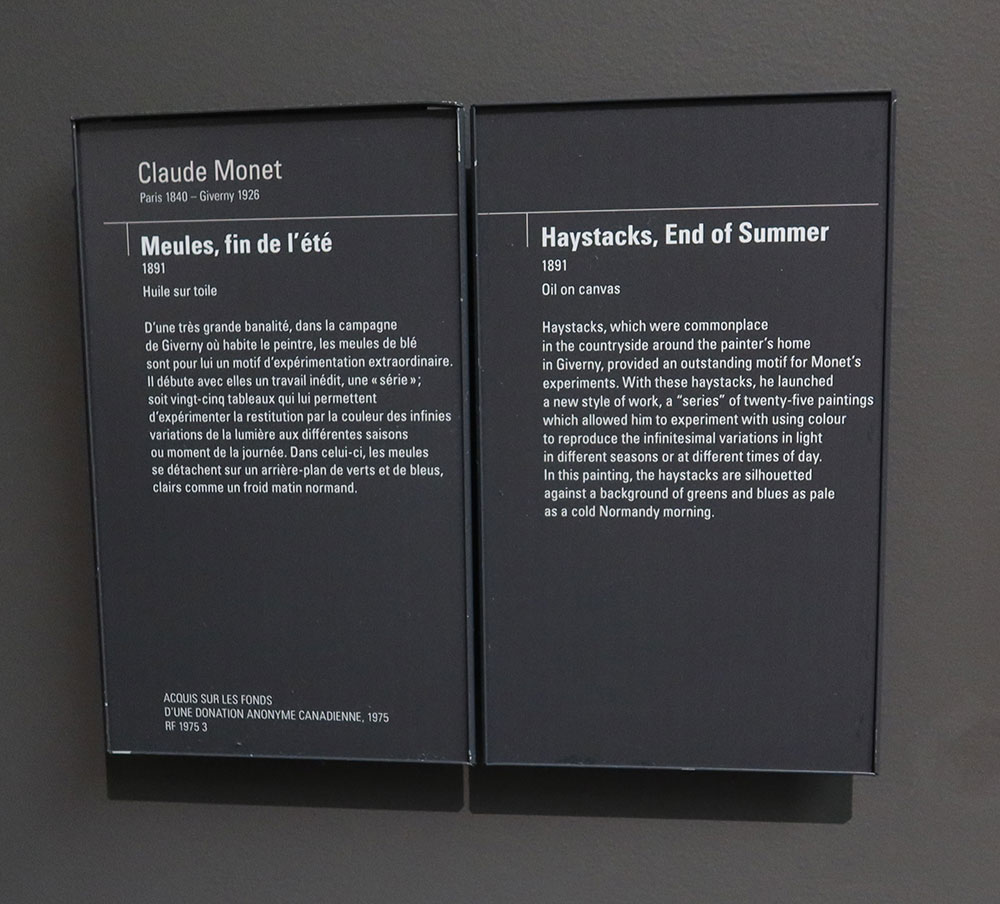 Claude Monet
Paris 1840 – Giverny 1926
Meules, fin de l'été
1891
Huile sur toile
D'une très grande banalité, dans la campagne
de Giverny où habite le peintre, les meules de blé
sont pour lui un motif d'expérimentation extraordinaire.
Il débute avec elles un travail inédit, une « série » ;
soit vingt-cinq tableaux qui lui permettent
d'expérimenter la restitution par la couleur des infinies
variations de la lumière aux différentes saisons
ou moment de la journée. Dans celui-ci, les meules
se détachent sur un arrière-plan de verts et de bleus,
clairs comme un froid matin normand.
ACQUIS SUR LES FONDS
D'UNE DONATION ANONYME CANADIENNE, 1975
RF 1975 3
Haystacks, End of Summer
1891
Oil on canvas
Haystacks, which were commonplace
in the countryside around the painter's home
in Giverny, provided an outstanding motif for Monet's
experiments. With these haystacks, he launched
a new style of work, a "series" of twenty-five paintings
which allowed him to experiment with using colour
to reproduce the infinitesimal variations in light
in different seasons or at different times of day.
In this painting, the haystacks are silhouetted
against a background of greens and blues as pale
as a cold Normandy morning.